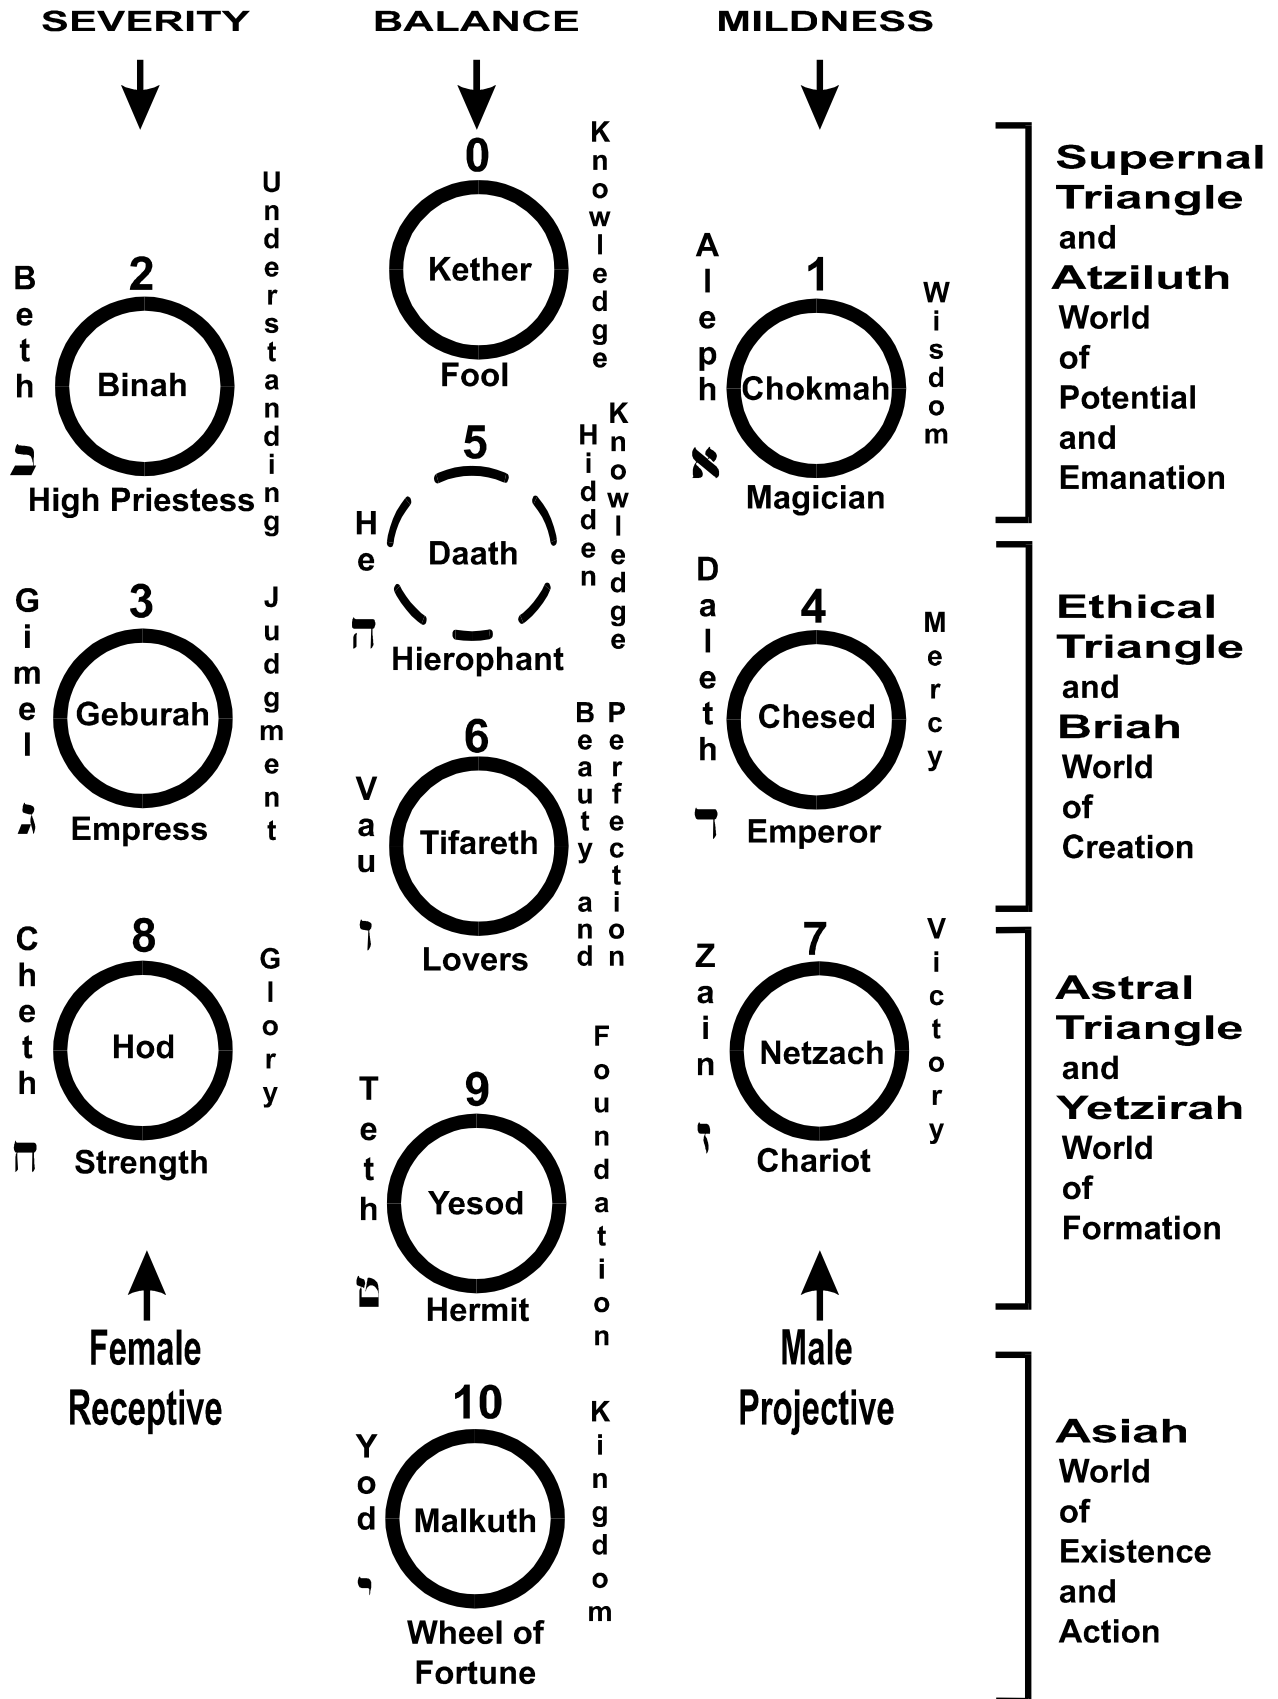 SEVERITY
BALANCE
MILDNESS
0
Kether
Fool
Knowledge
2
Binah
High Priestess
Beth
ב
Understanding
1
Chokmah
Magician
Aleph
א
Wisdom
Supernal
Triangle
and
Atziluth
World
of
Potential
and
Emanation
5
Daath
Hierophant
He
ה
Hidden
Knowledge
3
Geburah
Empress
Gimel
ג
Judgment
4
Chesed
Emperor
Daleth
ד
Mercy
Ethical
Triangle
and
Briah
World
of
Creation
6
Tifareth
Lovers
Vau
ו
Beauty and
Perfection
8
Hod
Strength
Cheth
ח
Glory
7
Netzach
Chariot
Zain
ז
Victory
Astral
Triangle
and
Yetzirah
World
of
Formation
9
Yesod
Hermit
Teth
ט
Foundation
Female
Receptive
Male
Projective
10
Malkuth
Wheel of
Fortune
Yod
י
Kingdom
Asiah
World
of
Existence
and
Action